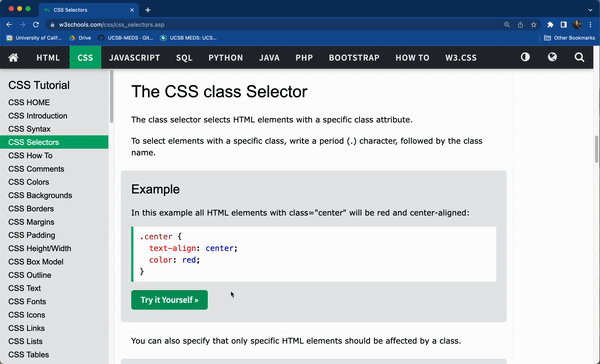 CSS Selectors
w3schools.com/css/css_selectors.asp
University of Calif...
Drive
UCSB-MEDS · Git...
UCSB MEDS: UCS...
Other Bookmarks
HTML
CSS
JAVASCRIPT
SQL
PYTHON
JAVA
PHP
BOOTSTRAP
HOW TO
W3.CSS
CSS Tutorial
CSS HOME
CSS Introduction
CSS Syntax
CSS Selectors
CSS How To
CSS Comments
CSS Colors
CSS Backgrounds
CSS Borders
CSS Margins
CSS Padding
CSS Height/Width
CSS Box Model
CSS Outline
CSS Text
CSS Fonts
CSS Icons
CSS Links
CSS Lists
CSS Tables
The CSS class Selector
The class selector selects HTML elements with a specific class attribute.
To select elements with a specific class, write a period (.) character, followed by the class
name.
Example
In this example all HTML elements with class="center" will be red and center-aligned:
.center {
text-align: center;
color: red;
}
Try it Yourself »
You can also specify that only specific HTML elements should be affected by a class.